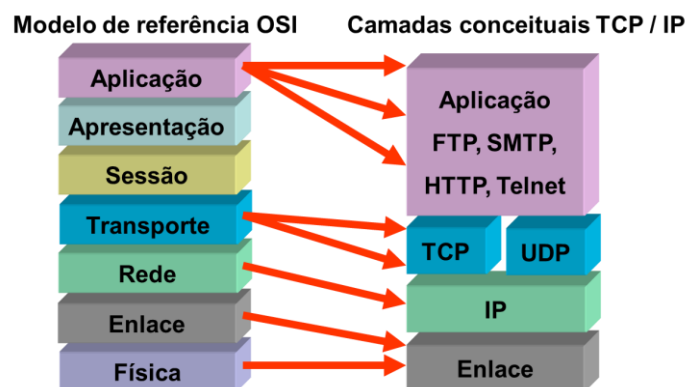 Modelo de referência OSI
Aplicação
Apresentação
Sessão
Transporte
Rede
Enlace
Física
Camadas conceituais TCP / IP
Aplicação
FTP, SMTP,
HTTP, Telnet
TCP
UDP
IP
Enlace